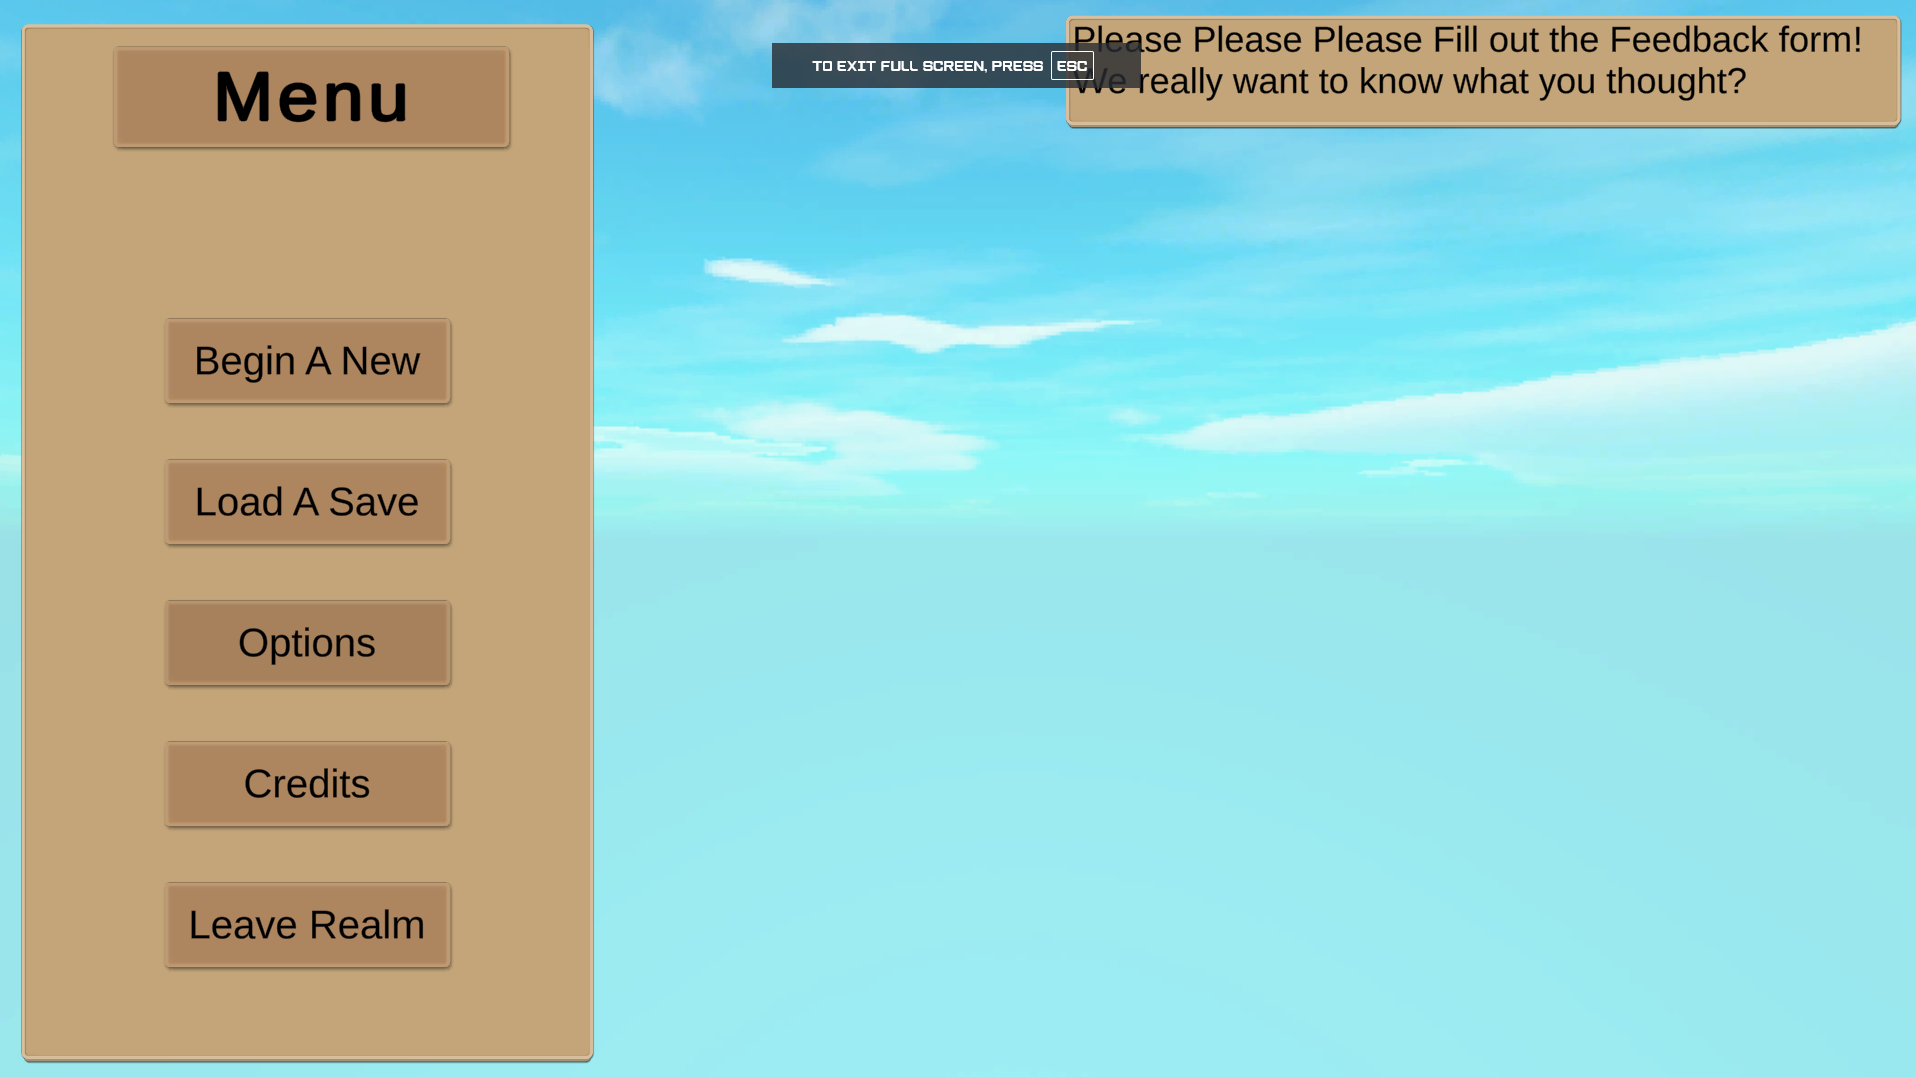 Menu
Begin A New
Load A Save
Options
Credits
Leave Realm
TO EXIT FULL SCREEN, PRESS ESC
Please Please Please Fill out the Feedback form!
We really want to know what you thought?